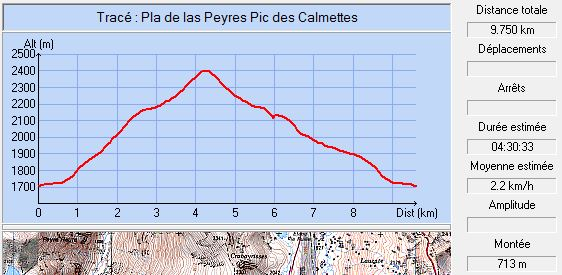 Tracé : Pla de las Peyres Pic des Calmettes
Alt (m)
2500
2400
2300
2200
2100
2000
1900
1800
1700
0 1 2 3 4 5 6 7 8 Dist (km)
Distance totale
9.750 km
Déplacements
Arrêts
Durée estimée
04:30:33
Moyenne estimée
2.2 km/h
Amplitude
Montée
713 m